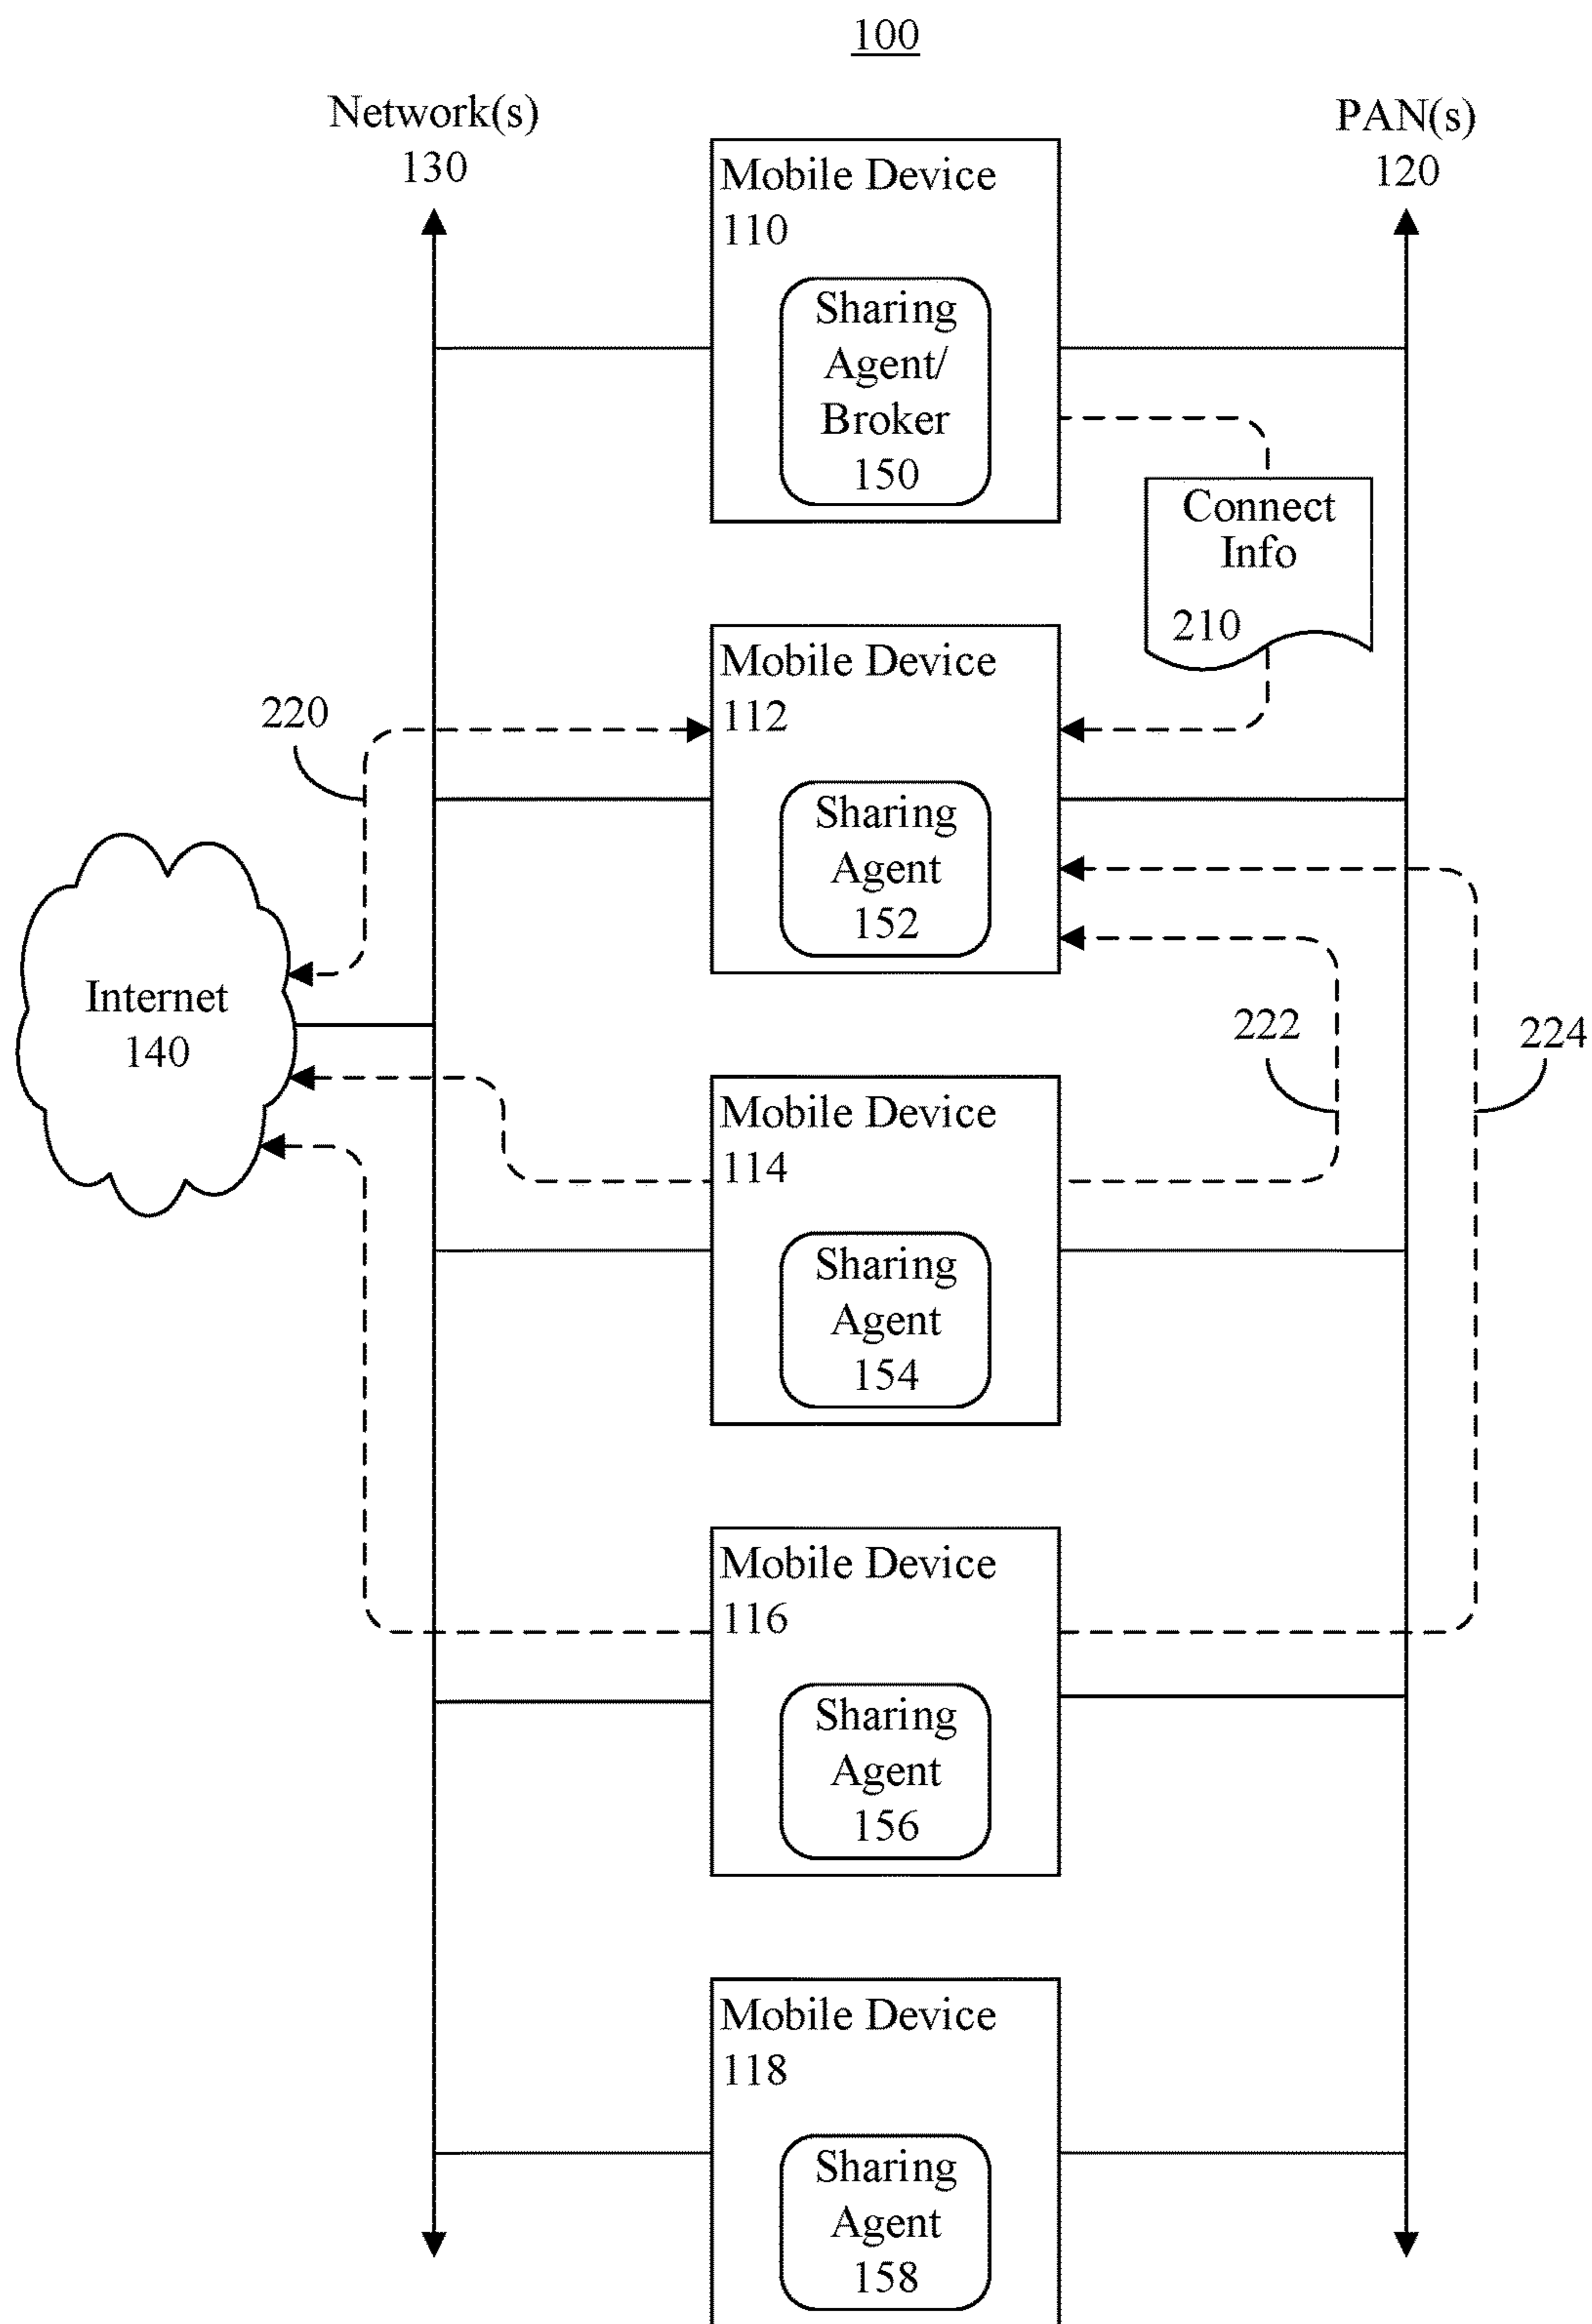 100
Network(s)
130
PAN(s)
120
Mobile Device
110
Sharing
Agent/
Broker
150
Connect
Info
210
Mobile Device
112
220
Sharing
Agent
152
Internet
140
222
224
Mobile Device
114
Sharing
Agent
154
Mobile Device
116
Sharing
Agent
156
Mobile Device
118
Sharing
Agent
158